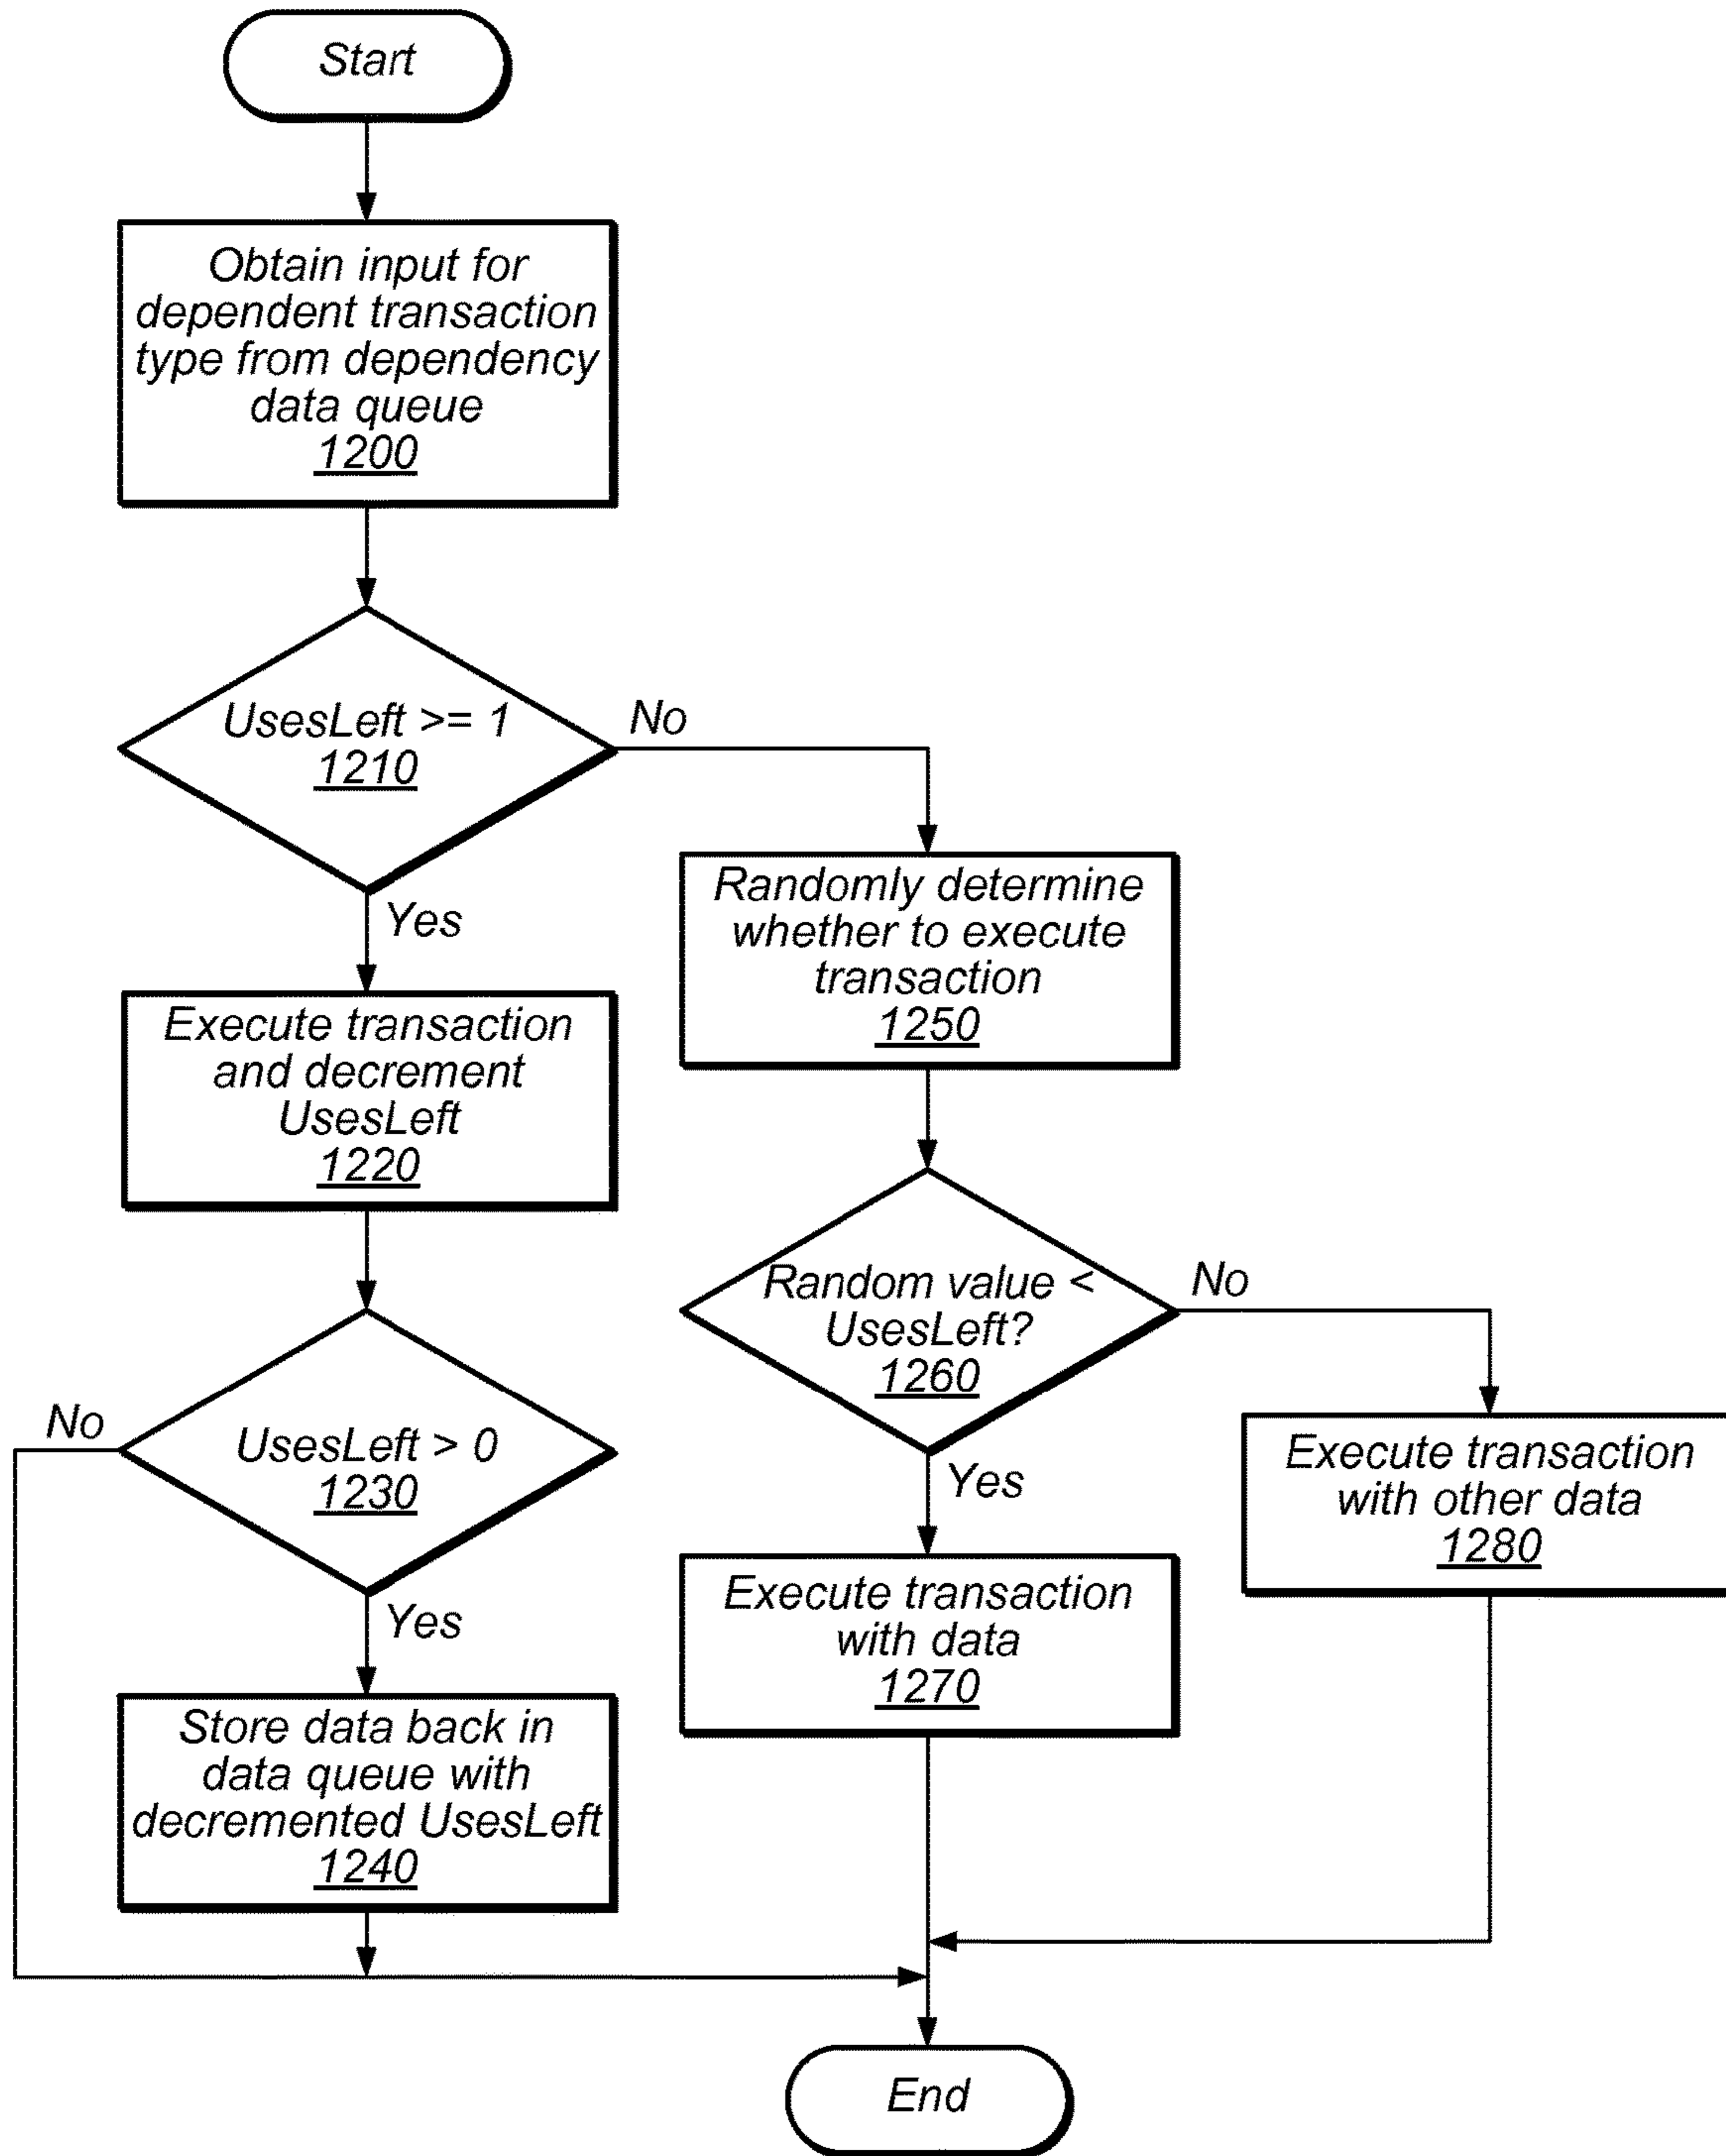 Start
Obtain input for
dependent transaction
type from dependency
data queue
1200
UsesLeft >= 1
1210
No
Yes
Randomly determine
whether to execute
transaction
1250
Execute transaction
and decrement
UsesLeft
1220
Random value <
UsesLeft?
1260
No
Yes
UsesLeft > 0
1230
No
Yes
Execute transaction
with other data
1280
Execute transaction
with data
1270
Store data back in
data queue with
decremented UsesLeft
1240
End